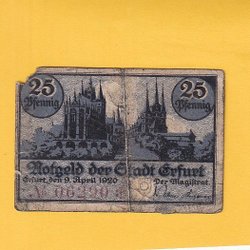 25 25
Pfennig Pfennig
Notgeld der Stadt Erfurt
Erfurt, den 9. April 1920 Der Magistrat.